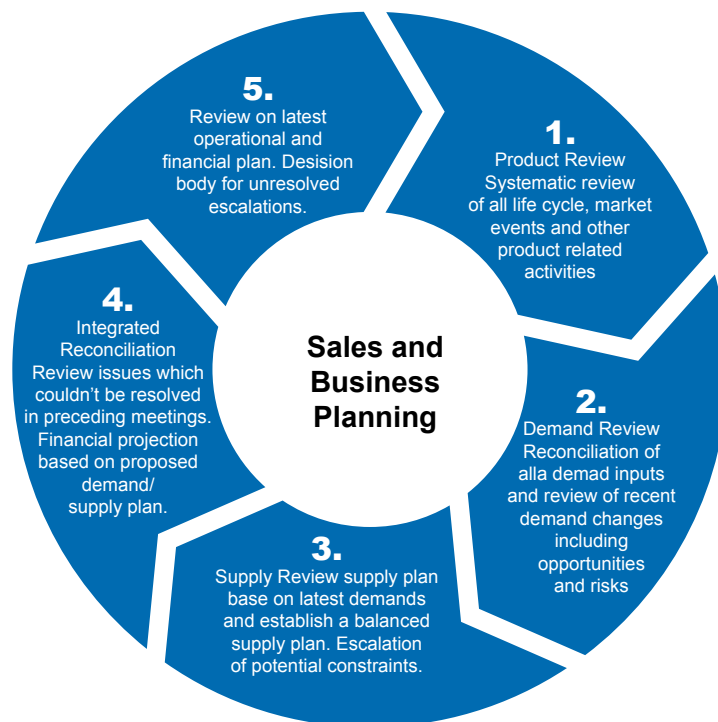 5.
Review on latest
operational and
financial plan. Desision
body for unresolved
escalations.
1.
Product Review
Systematic review
of all life cycle, market
events and other
product related
activities
4.
Integrated
Reconciliation
Review issues which
couldn't be resolved
in preceding meetings.
Financial projection
based on proposed
demand/
supply plan.
Sales and
Business
Planning
2.
Demand Review
Reconciliation of
alla demad inputs
and review of recent
demand changes
including
opportunities
and risks
3.
Supply Review supply plan
base on latest demands
and establish a balanced
supply plan. Escalation
of potential constraints.